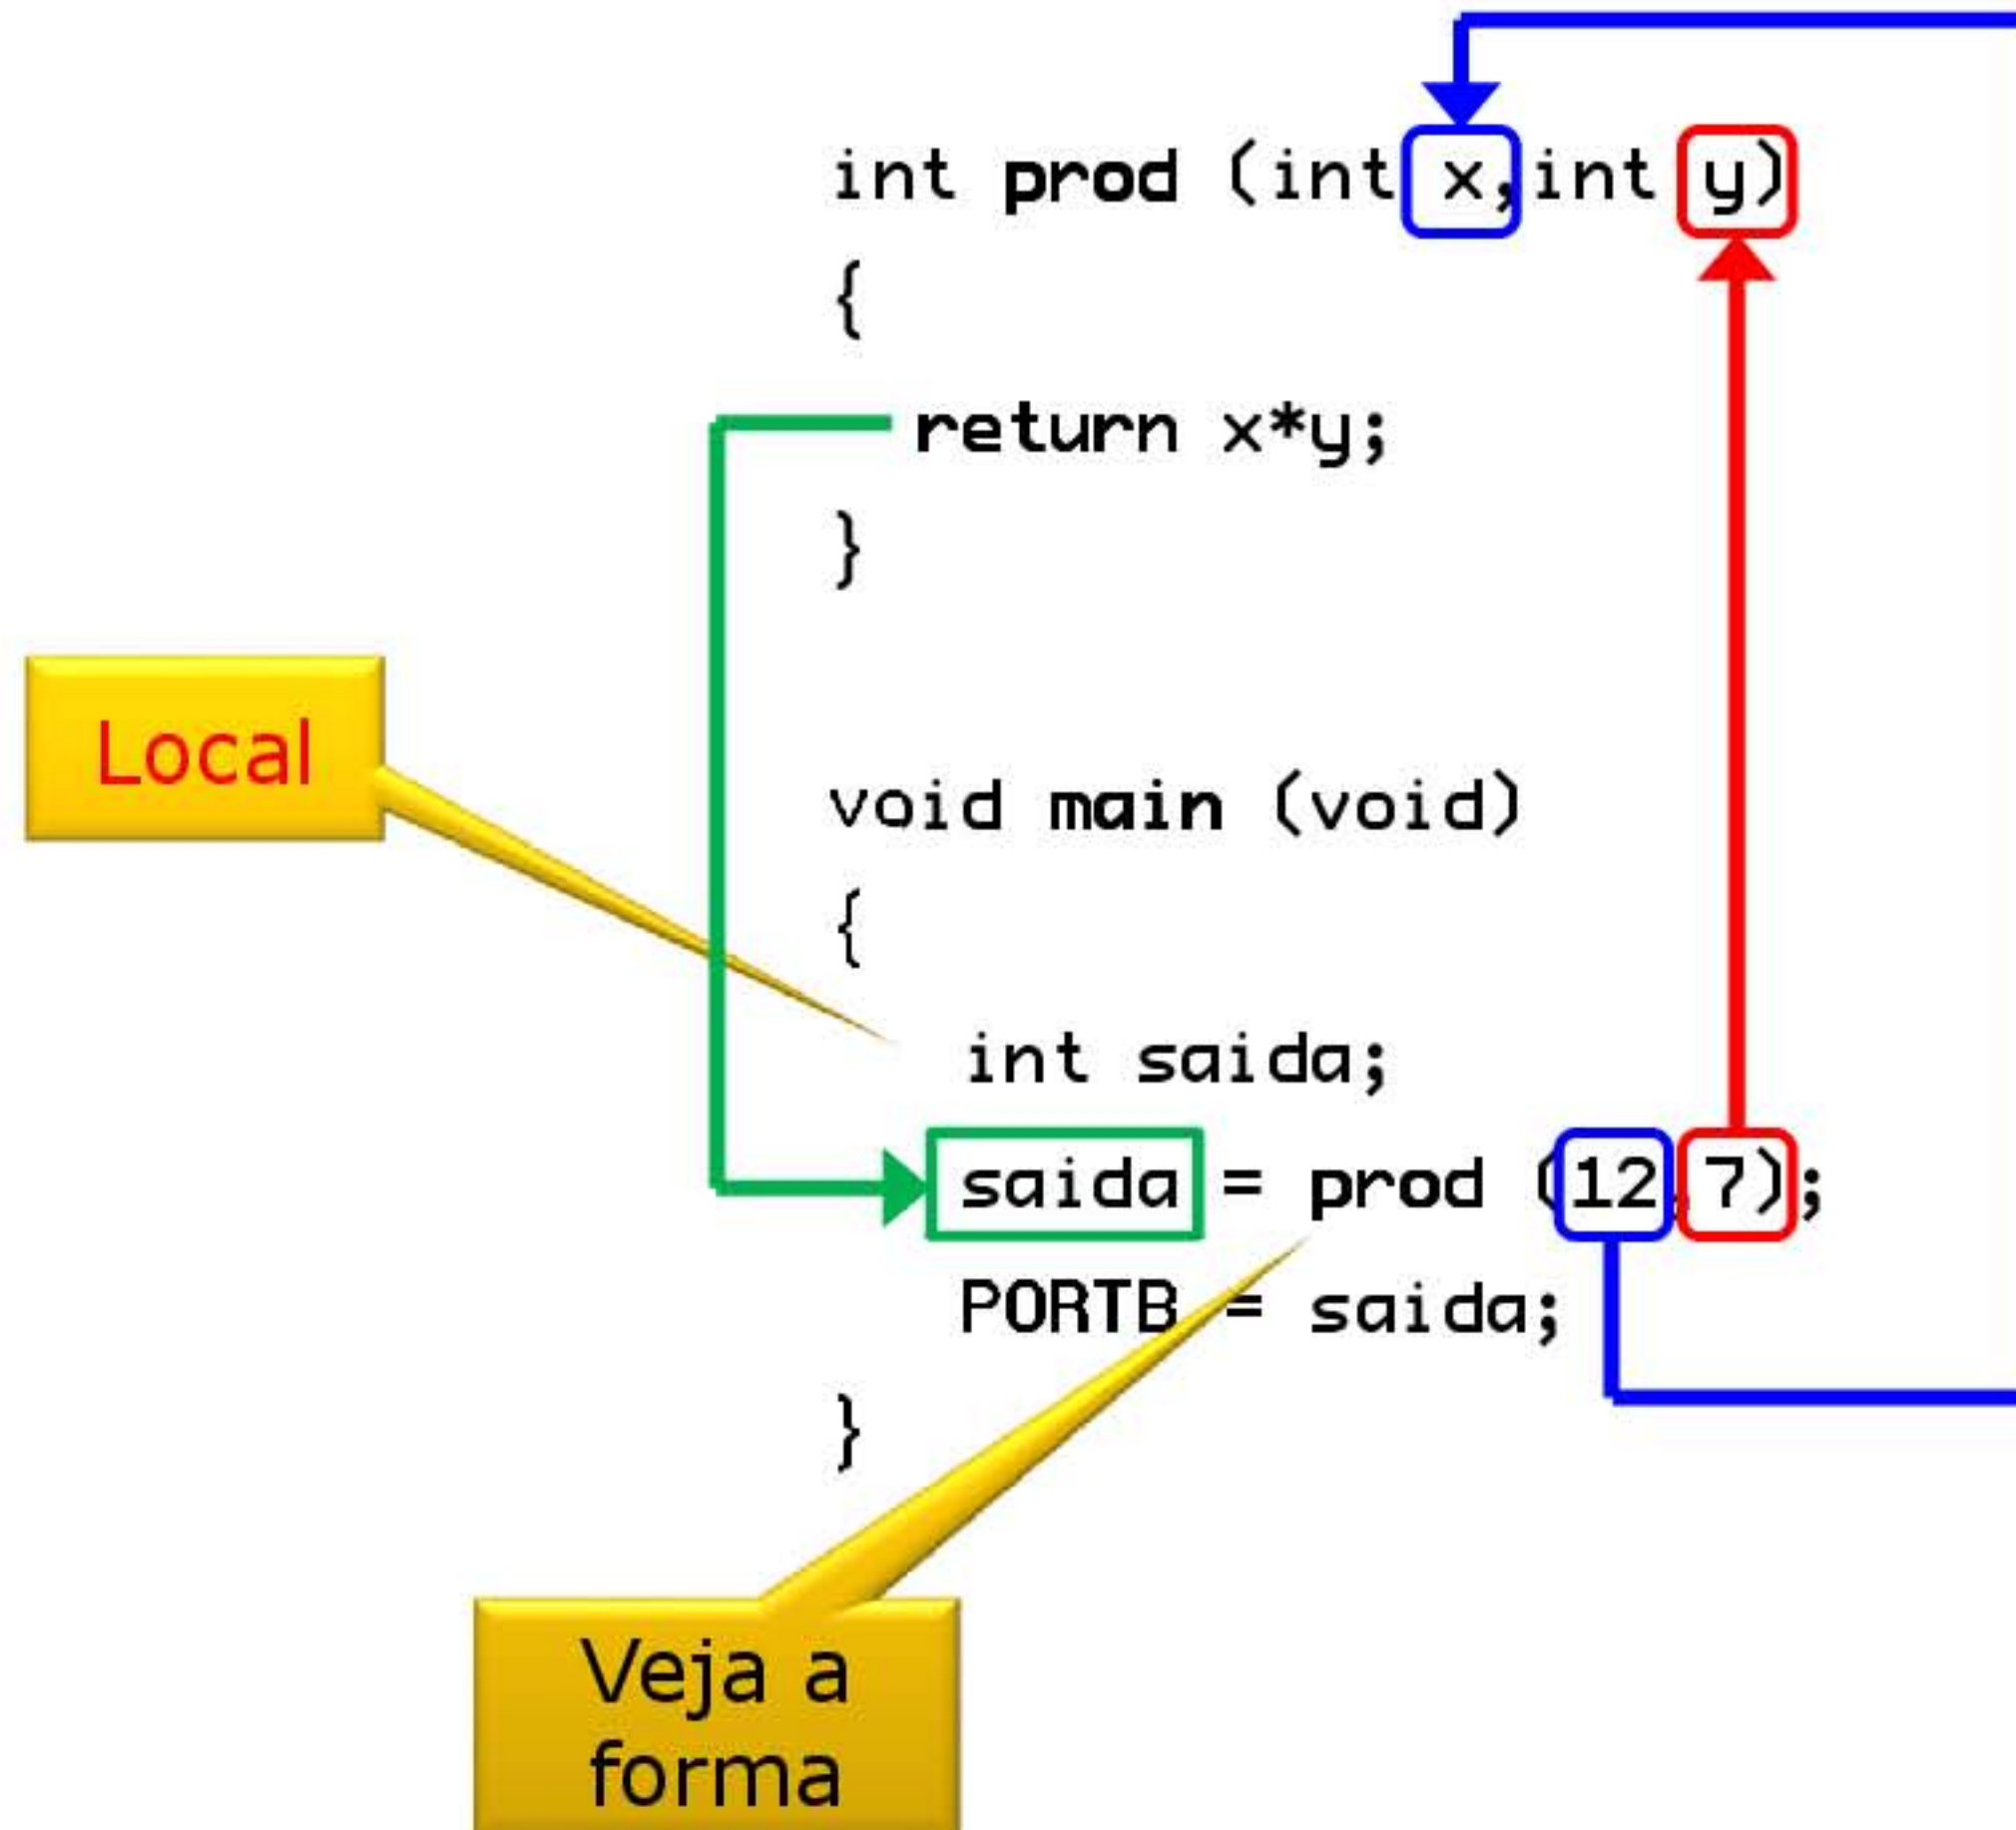 int prod (int x,int y)
{
return x*y;
}
Local
void main (void)
{
int saida;
saida = prod (12,7);
PORTB = saida;
}
Veja a
forma